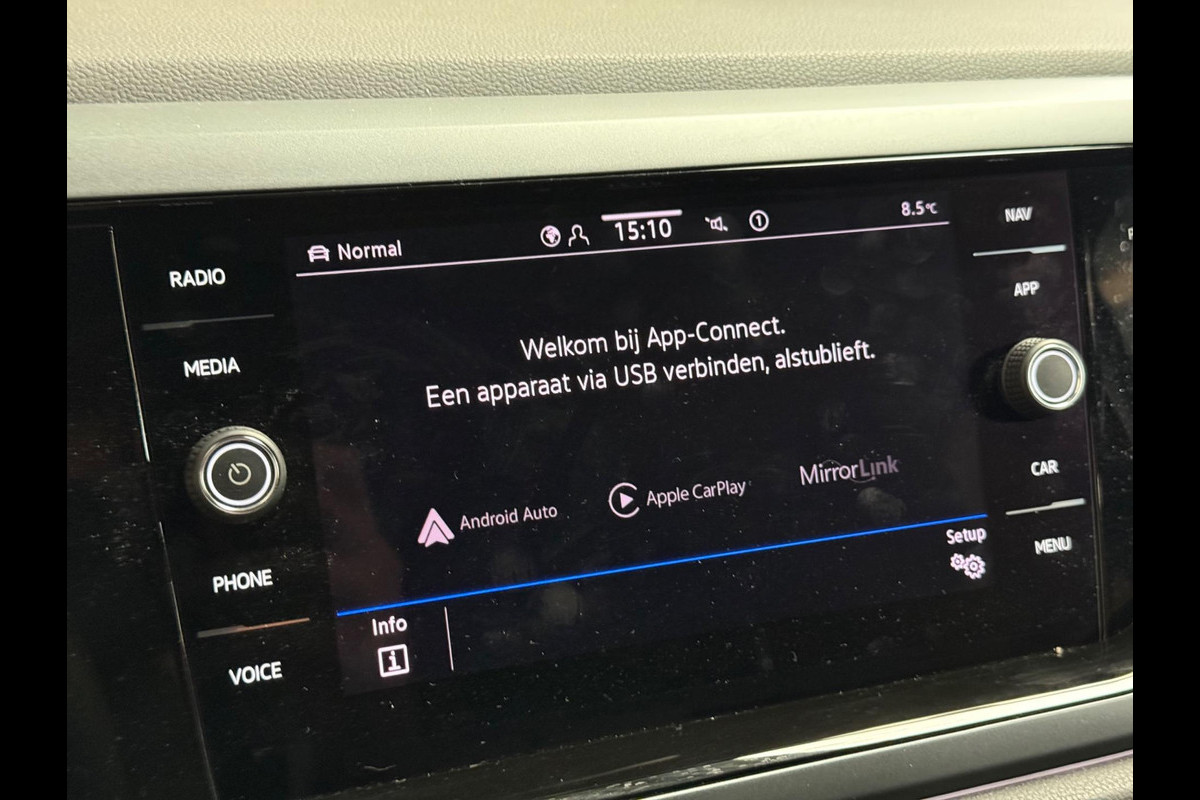 Normal
15:10
1
8.5°C
RADIO
MEDIA
PHONE
VOICE
Welkom bij App-Connect.
Een apparaat via USB verbinden, alstublieft.
Android Auto
Apple CarPlay
MirrorLink
Info
i
Setup
NAV
APP
CAR
MENU